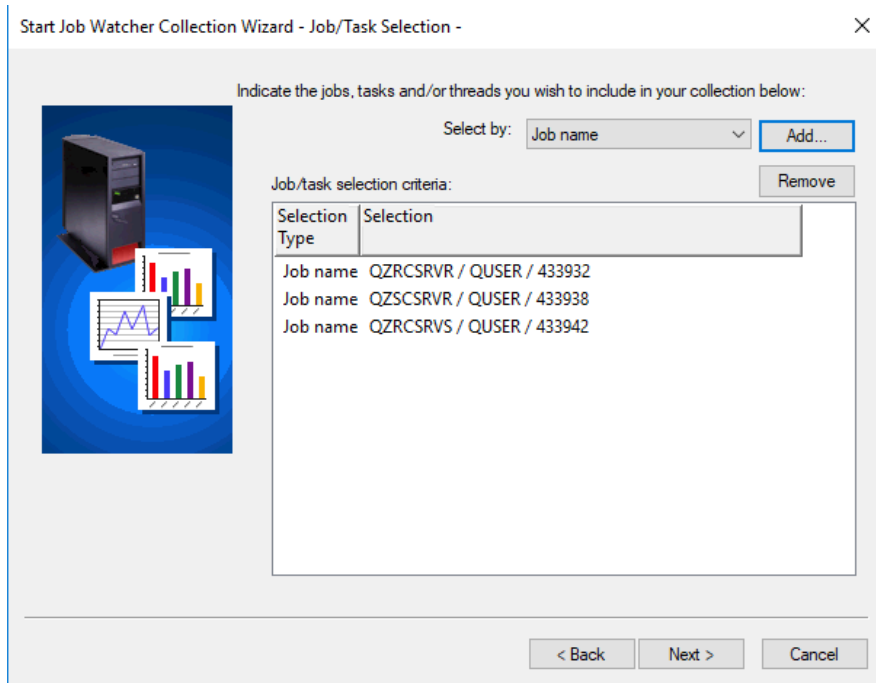 Start Job Watcher Collection Wizard - Job/Task Selection -
Indicate the jobs, tasks and/or threads you wish to include in your collection below:
Select by: Job name Add...
Job/task selection criteria: Remove
Selection Type Selection
Job name QZRCSRVR / QUSER / 433932
Job name QZSCSRVR / QUSER / 433938
Job name QZRCSRVS / QUSER / 433942
< Back Next > Cancel